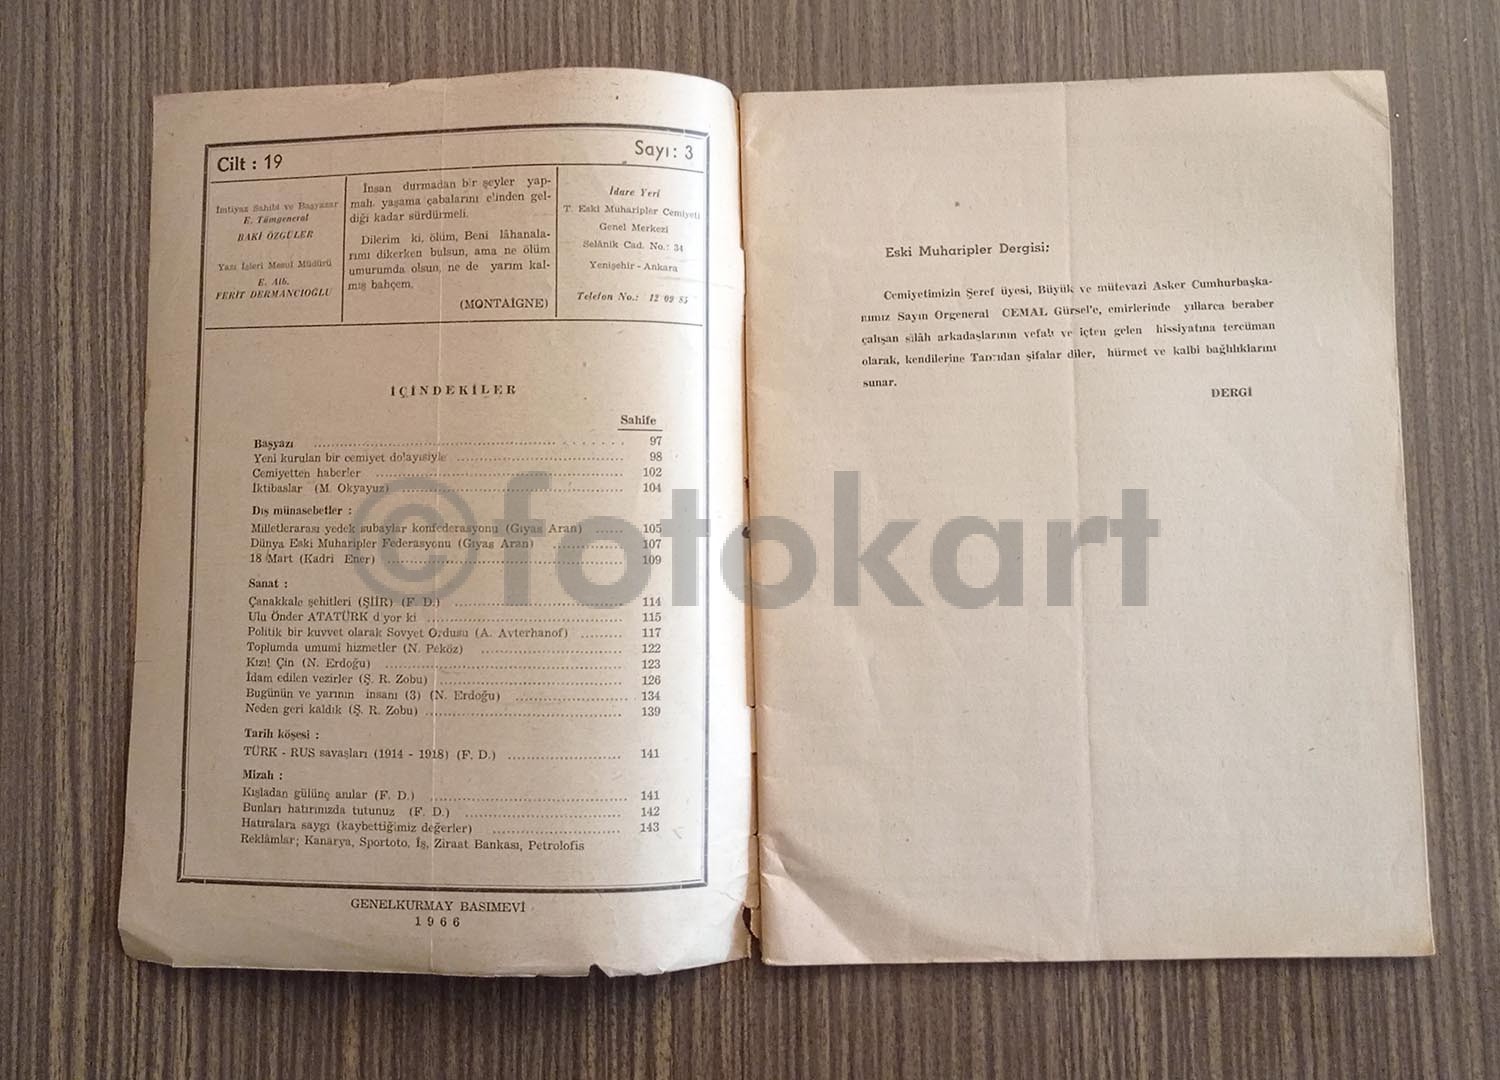 Cilt : 19
Sayı : 3
İmtiyaz Sahibi ve Başyazar
E. Tümgeneral
BAKİ ÖZGÜLER
Yazı İşleri Mesul Müdürü
E. Alb.
FERİT DERMANCIOĞLU
İnsan durmadan bir şeyler yap-
malı, yaşama çabalarını elinden gel-
diği kadar sürdürmeli.
Dilerim ki, ölüm, Beni lâhanala-
rımı dikerken bulsun, ama ne ölüm
umurumda olsun, ne de yarım kal-
mış bahçem.
(MONTAİGNE)
İdare Yeri
T. Eski Muharipler Cemiyeti
Genel Merkezi
Selânik Cad. No.: 34
Yenişehir - Ankara
Telefon No.: 12 09 85
İÇİNDEKİLER
Sahife
Başyazı 97
Yeni kurulan bir cemiyet dolayısiyle 98
Cemiyetten haberler 102
İktibaslar (M. Okyayuz) 104
Dış münasebetler :
Milletlerarası yedek subaylar konfederasyonu (Gıyas Aran) 105
Dünya Eski Muharipler Federasyonu (Gıyas Aran) 107
18 Mart (Kadri Ener) 109
Sanat :
Çanakkale şehitleri (ŞİİR) (F. D.) 114
Ulu Önder ATATÜRK d'yor ki 115
Politik bir kuvvet olarak Sovyet Ordusu (A. Avterhanof) 117
Toplumda umumî hizmetler (N. Peköz) 122
Kızıl Çin (N. Erdoğu) 123
İdam edilen vezirler (Ş. R. Zobu) 126
Bugünün ve yarının insanı (3) (N. Erdoğu) 134
Neden geri kaldık (Ş. R. Zobu) 139
Tarih köşesi :
TÜRK - RUS savaşları (1914 - 1918) (F. D.) 141
Mizah :
Kışladan gülünç anılar (F. D.) 141
Bunları hatırınızda tutunuz (F. D.) 142
Hatıralara saygı (kaybettiğimiz değerler) 143
Reklâmlar; Kanarya, Sportoto, İş, Ziraat Bankası, Petrolofis
GENELKURMAY BASIMEVİ
1966
Eski Muharipler Dergisi:
Cemiyetimizin Şeref üyesi, Büyük ve mütevazi Asker Cumhurbaşka-
nımız Sayın Orgeneral CEMAL Gürsel'e, emirlerinde yıllarca beraber
çalışan silâh arkadaşlarının vefalı ve içten gelen hissiyatına tercüman
olarak, kendilerine Tanrıdan şifalar diler, hürmet ve kalbi bağlılıklarını
sunar.
DERGİ
©fotokart